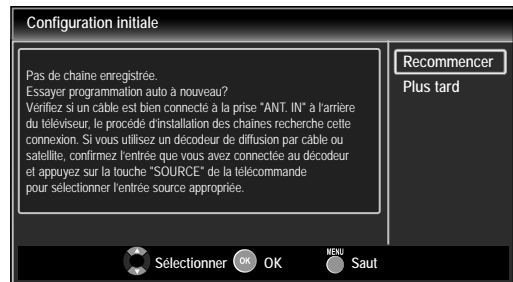 Configuration initiale
Pas de chaîne enregistrée.
Essayer programmation auto à nouveau?
Vérifiez si un câble est bien connecté à la prise "ANT. IN" à l'arrière
du téléviseur, le procédé d'installation des chaînes recherche cette
connexion. Si vous utilisez un décodeur de diffusion par câble ou
satellite, confirmez l'entrée que vous avez connectée au décodeur
et appuyez sur la touche "SOURCE" de la télécommande
pour sélectionner l'entrée source appropriée.
Recommencer
Plus tard
Sélectionner OK OK MENU Saut